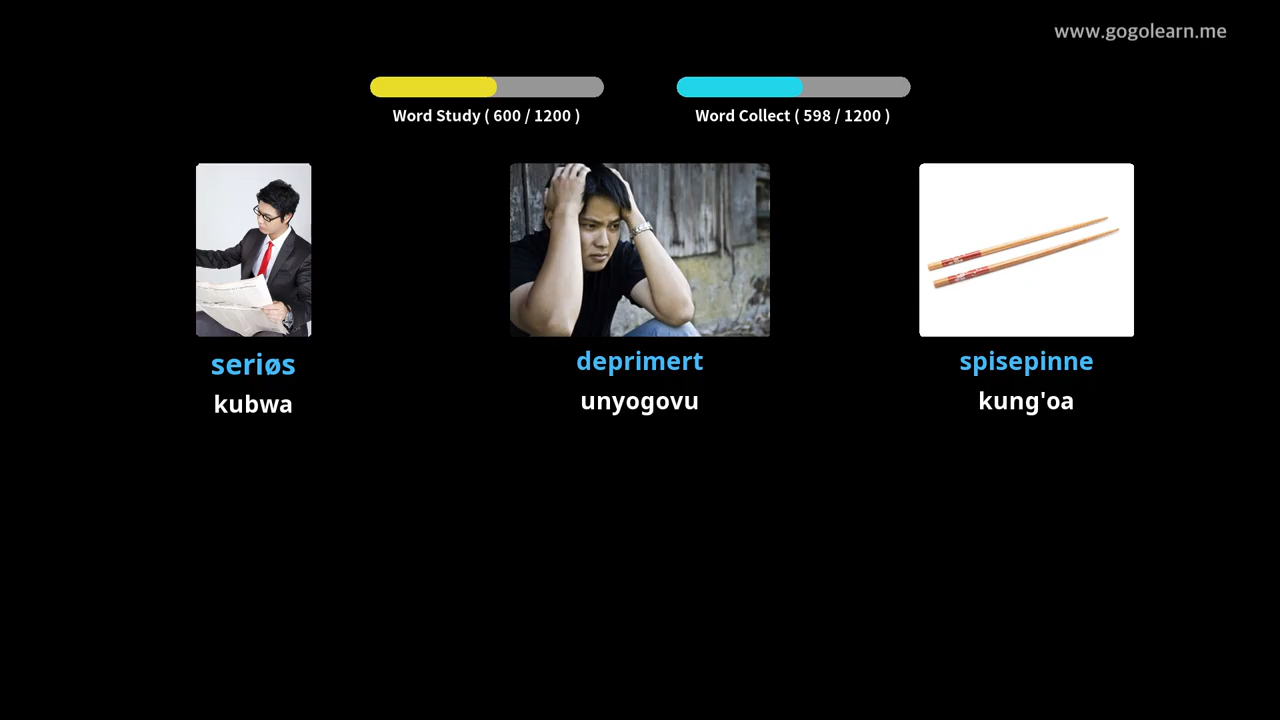 www.gogolearn.me
Word Study ( 600 / 1200 )
Word Collect ( 598 / 1200 )
seriøs
kubwa
deprimert
unyogovu
spisepinne
kung'oa